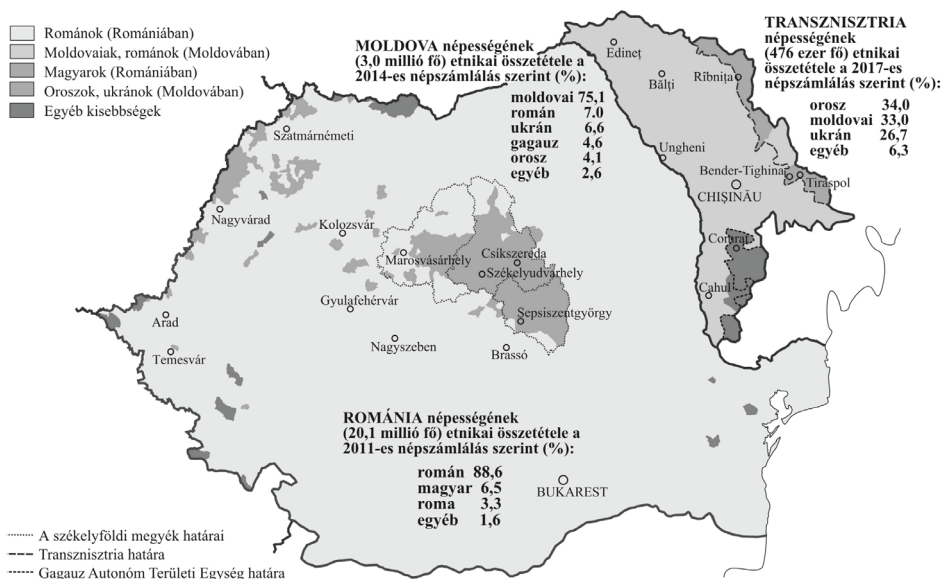 Románok (Romániában)
Moldovaiak, románok (Moldovában)
Magyarok (Romániában)
Oroszok, ukránok (Moldovában)
Egyéb kisebbségek
MOLDOVA népességének
(3,0 millió fő) etnikai összetétele a
2014-es népszámlálás szerint (%):
moldovai 75,1
román 7.0
ukrán 6,6
gagauz 4,6
orosz 4,1
egyéb 2,6
TRANSZNISZTRIA
népességének
(476 ezer fő) etnikai
összetétele a 2017-es
népszámlálás szerint (%):
orosz 34,0
moldovai 33,0
ukrán 26,7
egyéb 6,3
Edineț
Bălți
Rîbnița
Ungheni
Bender-Tighina
Tiraspol
CHIȘINĂU
Comrat
Cahul
Szatmárnémeti
Nagyvárad
Kolozsvár
Marosvásárhely
Csíkszereda
Székelyudvarhely
Gyulafehérvár
Sepsiszentgyörgy
Arad
Temesvár
Nagyszeben
Brassó
ROMÁNIA népességének
(20,1 millió fő) etnikai összetétele a
2011-es népszámlálás szerint (%):
román 88,6
magyar 6,5
roma 3,3
egyéb 1,6
BUKAREST
A székelyföldi megyék határai
Transznisztria határa
Gagauz Autonóm Területi Egység határa